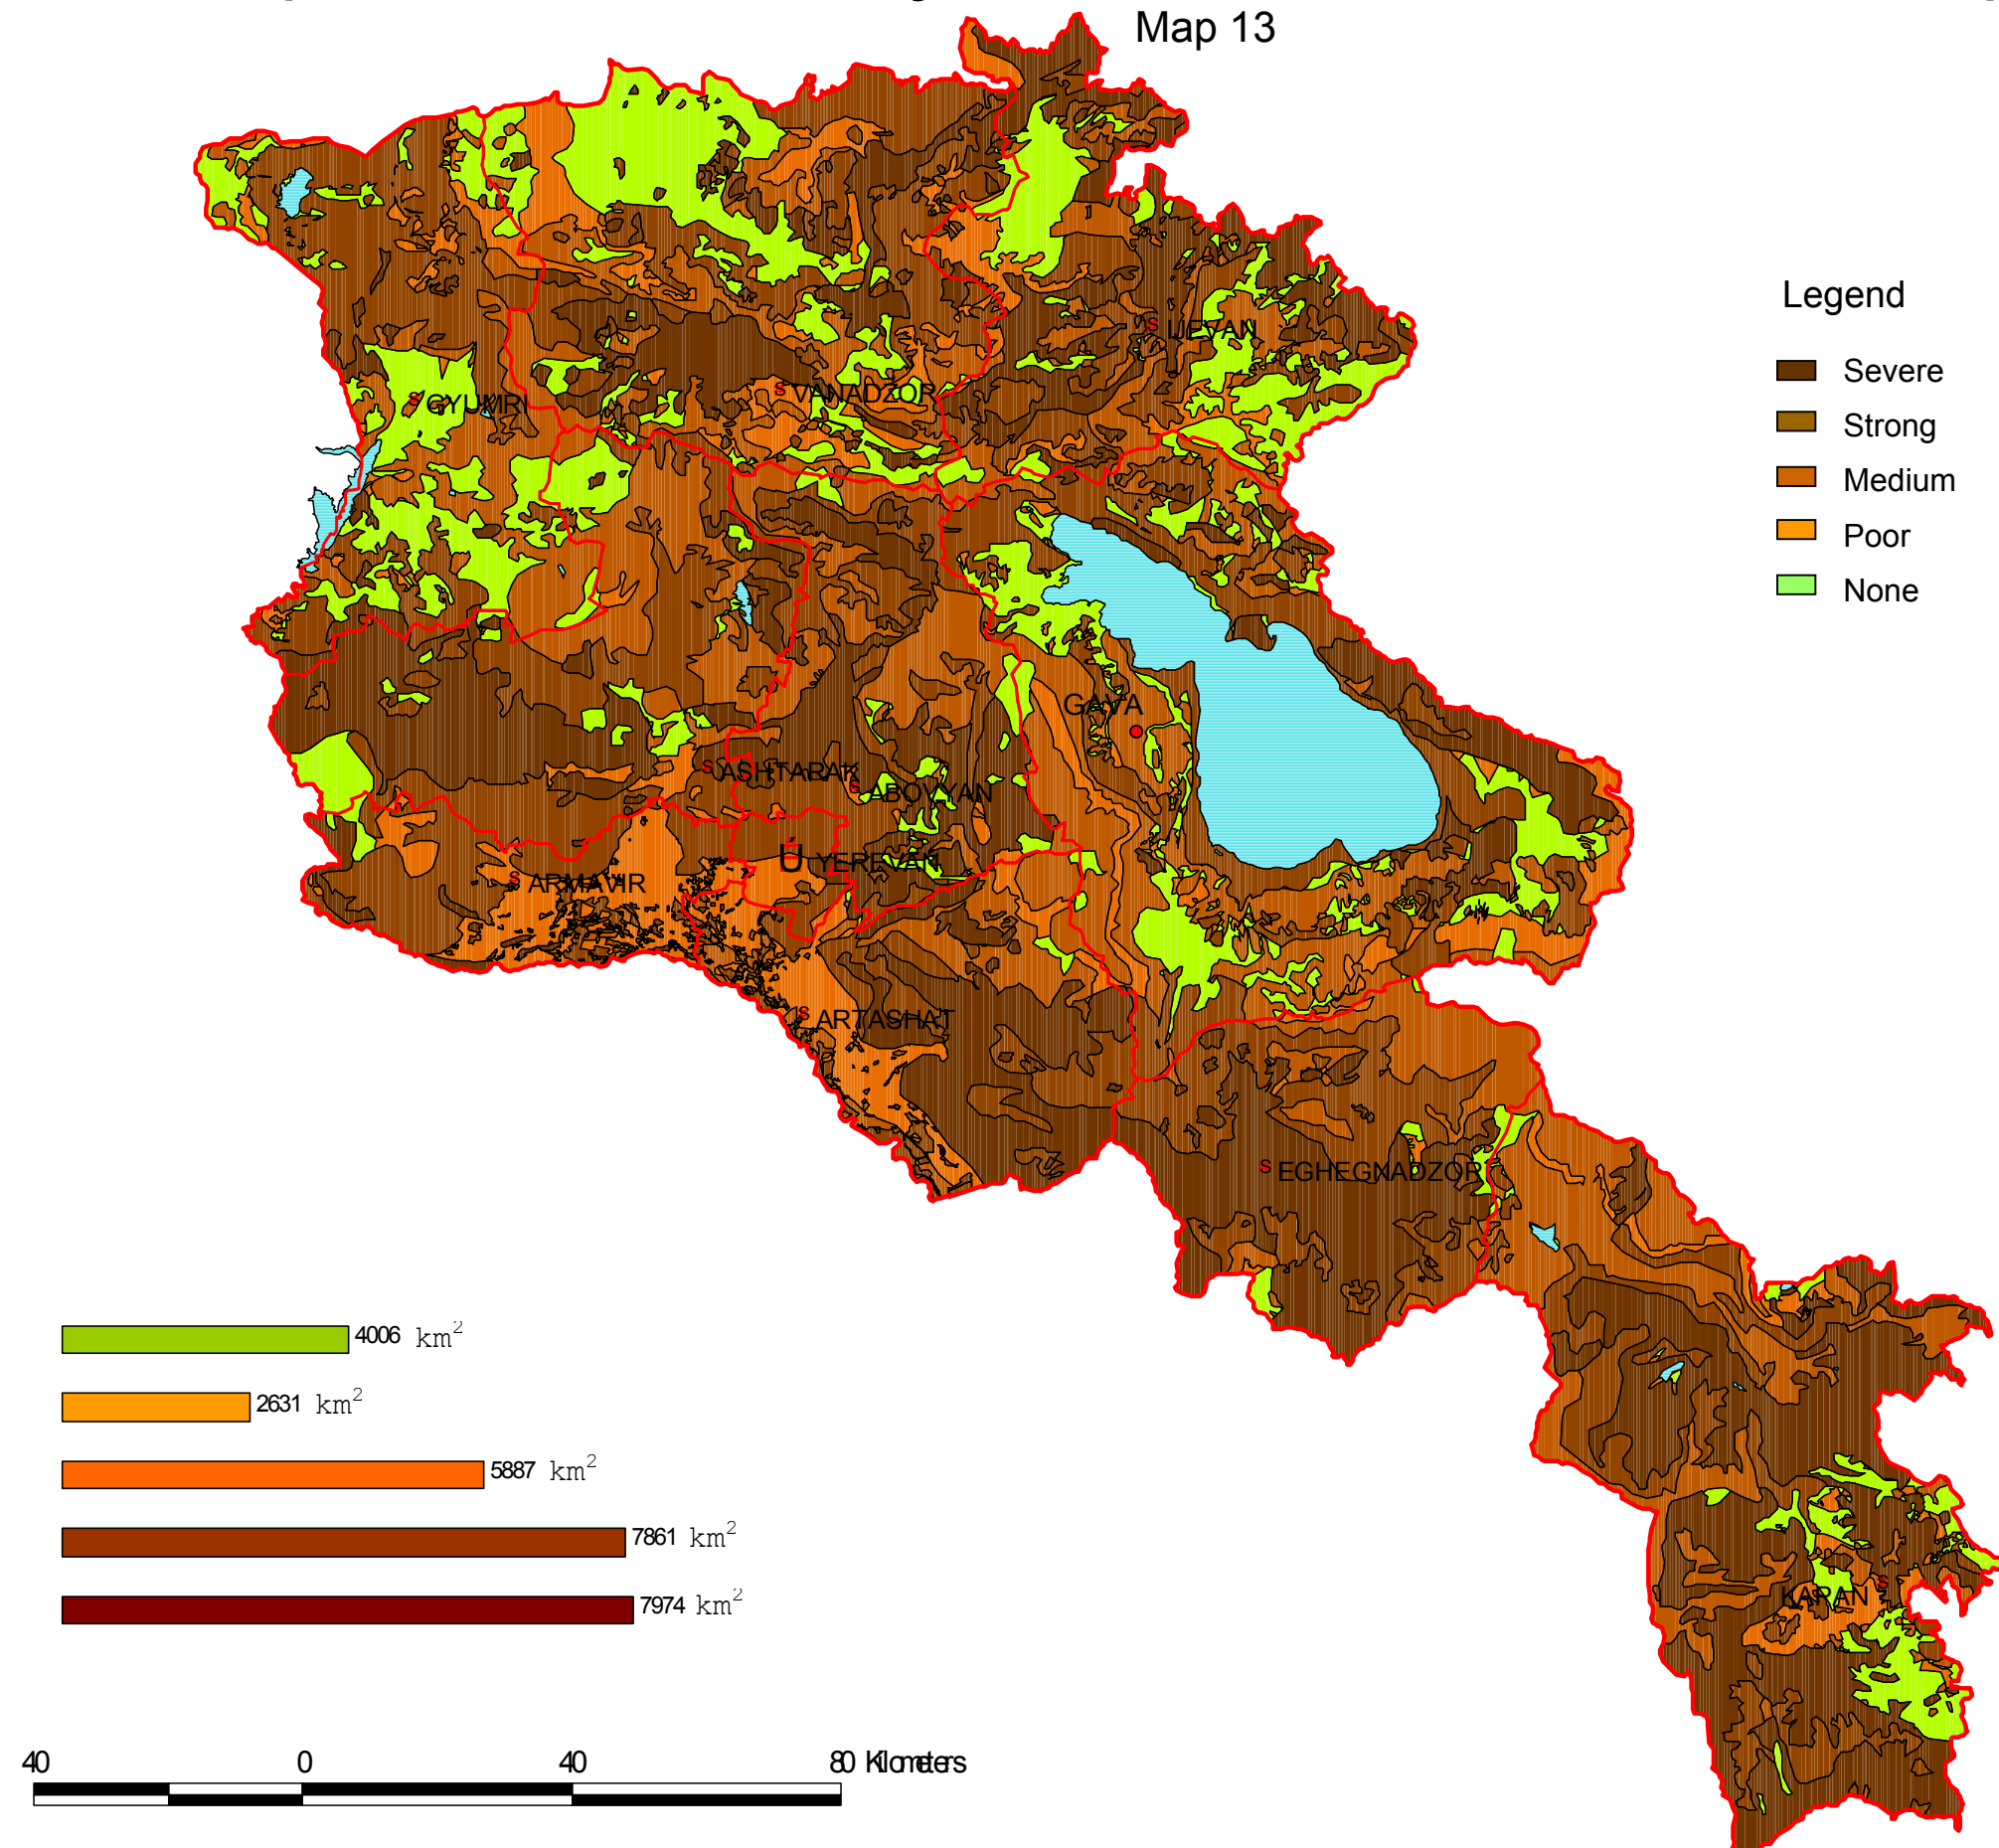 Map 13
Legend
Severe
Strong
Medium
Poor
None
S IJEVAN
S VANADZOR
S GYUMRI
GAVA
S ASHTARAK
S ABOVYAN
Ú YEREVAN
S ARMAVIR
S ARTASHAT
S EGHEGNADZOR
S
KAPAN
4006 km²
2631 km²
5887 km²
7861 km²
7974 km²
40 0 40 80 Kilometers